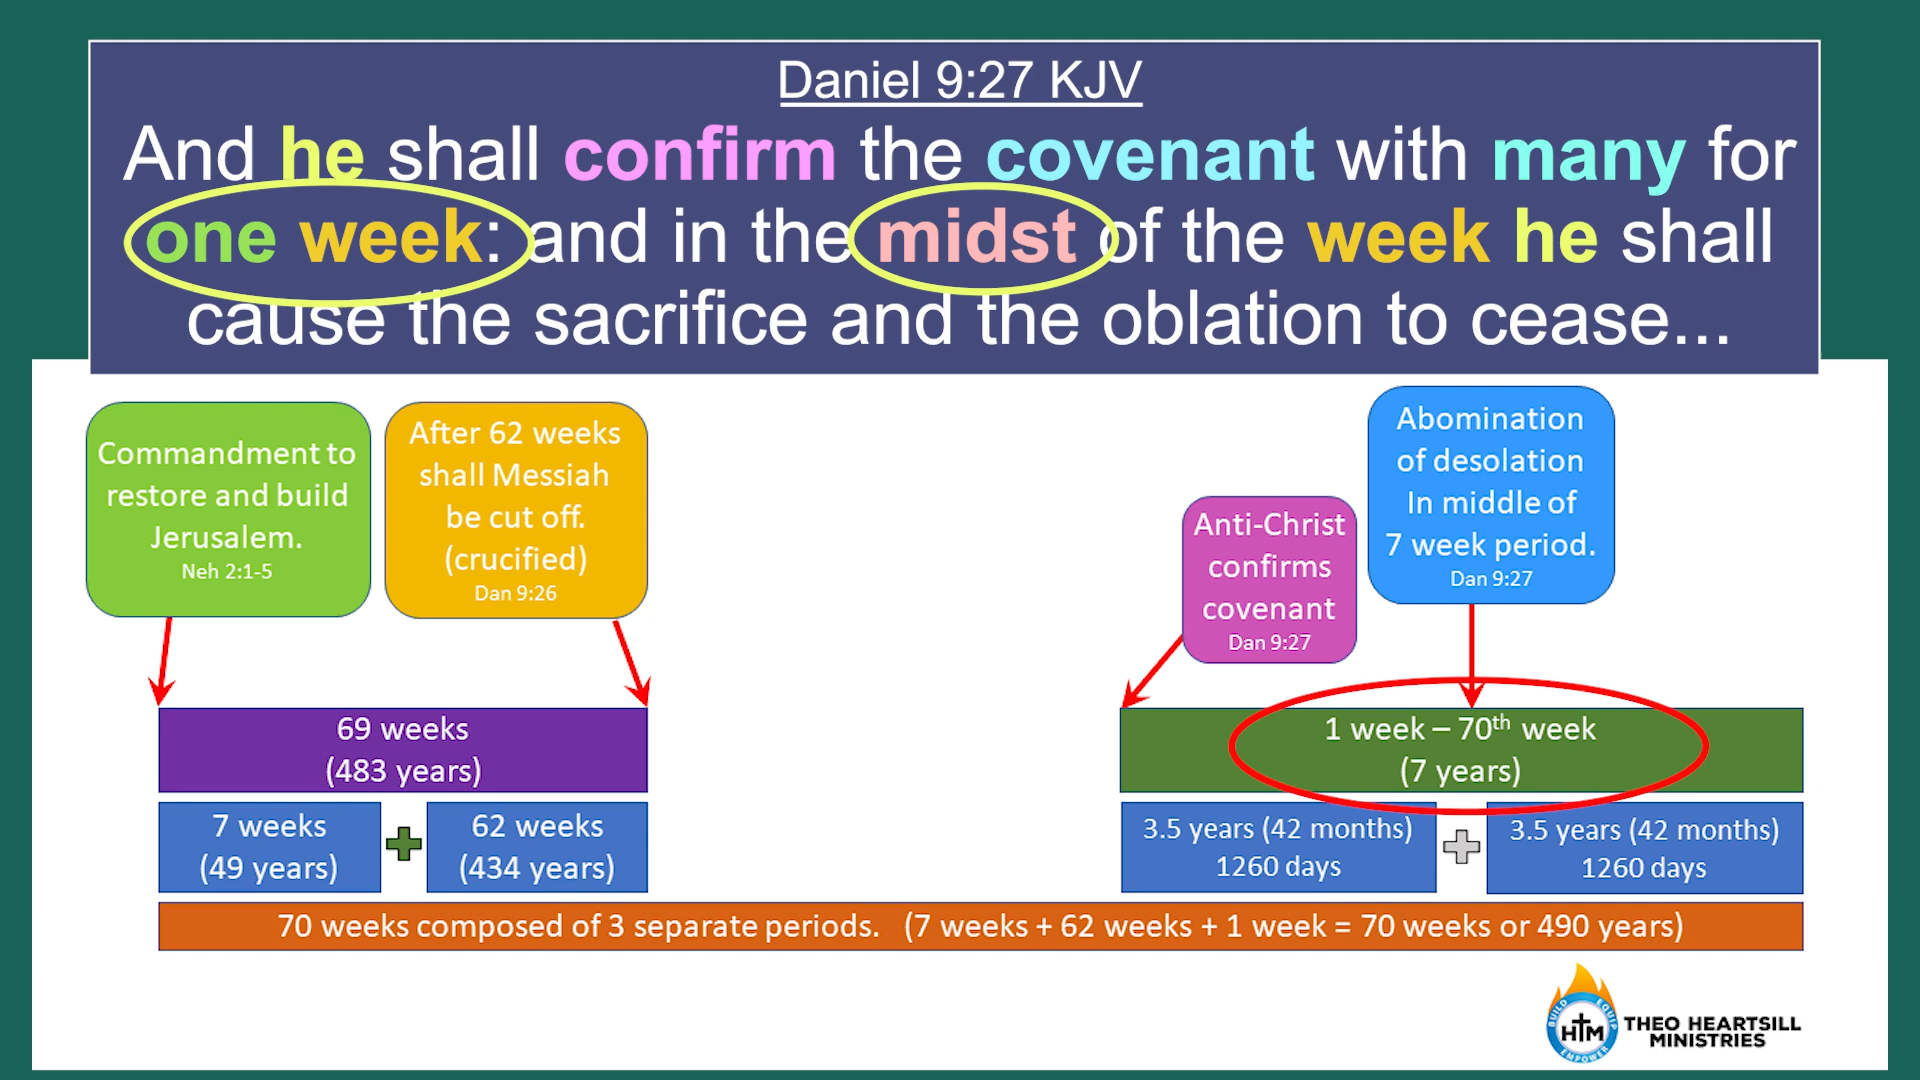 Daniel 9:27 KJV
And he shall confirm the covenant with many for
one week: and in the midst of the week he shall
cause the sacrifice and the oblation to cease...
Commandment to
restore and build
Jerusalem.
Neh 2:1-5
After 62 weeks
shall Messiah
be cut off.
(crucified)
Dan 9:26
Anti-Christ
confirms
covenant
Dan 9:27
Abomination
of desolation
In middle of
7 week period.
Dan 9:27
69 weeks
(483 years)
7 weeks
(49 years)
62 weeks
(434 years)
1 week – 70th week
(7 years)
3.5 years (42 months)
1260 days
3.5 years (42 months)
1260 days
70 weeks composed of 3 separate periods. (7 weeks + 62 weeks + 1 week = 70 weeks or 490 years)
BUILD EQUIP
HTM
EMPOWER
THEO HEARTSILL
MINISTRIES